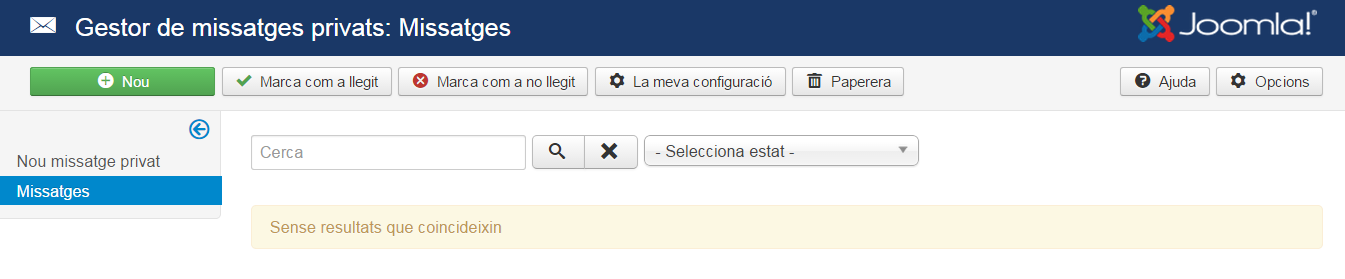 Gestor de missatges privats: Missatges
Joomla!®
Nou
Marca com a llegit
Marca com a no llegit
La meva configuració
Paperera
Ajuda
Opcions
Nou missatge privat
Missatges
Cerca
- Selecciona estat -
Sense resultats que coincideixin